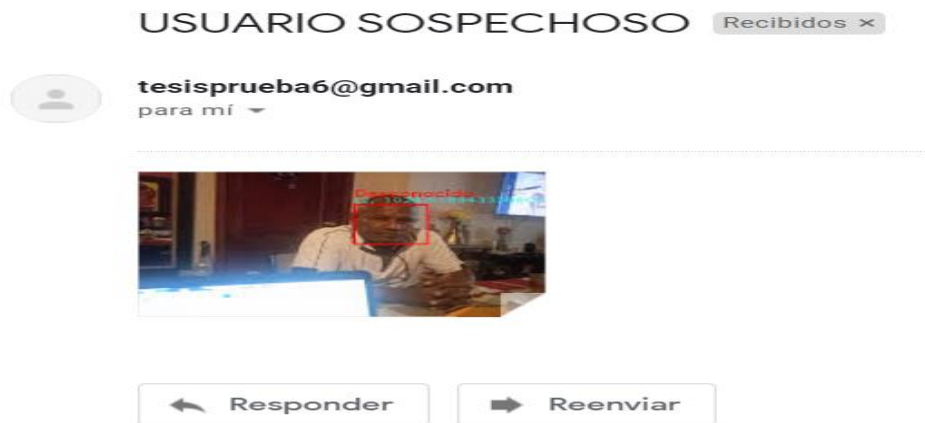 USUARIO SOSPECHOSO Recibidos ×
tesisprueba6@gmail.com
para mí
Desconocido
Responder Reenviar